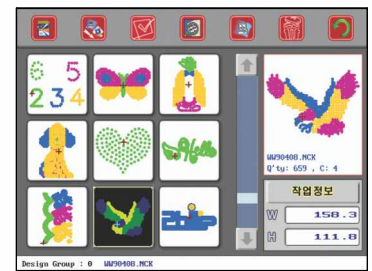 6 5
2 3 4
Hello
WW90408.MCK
Q'ty: 659 , C: 4
작업정보
W 158.3
H 111.8
Design Group : 0 WW90408.MCK